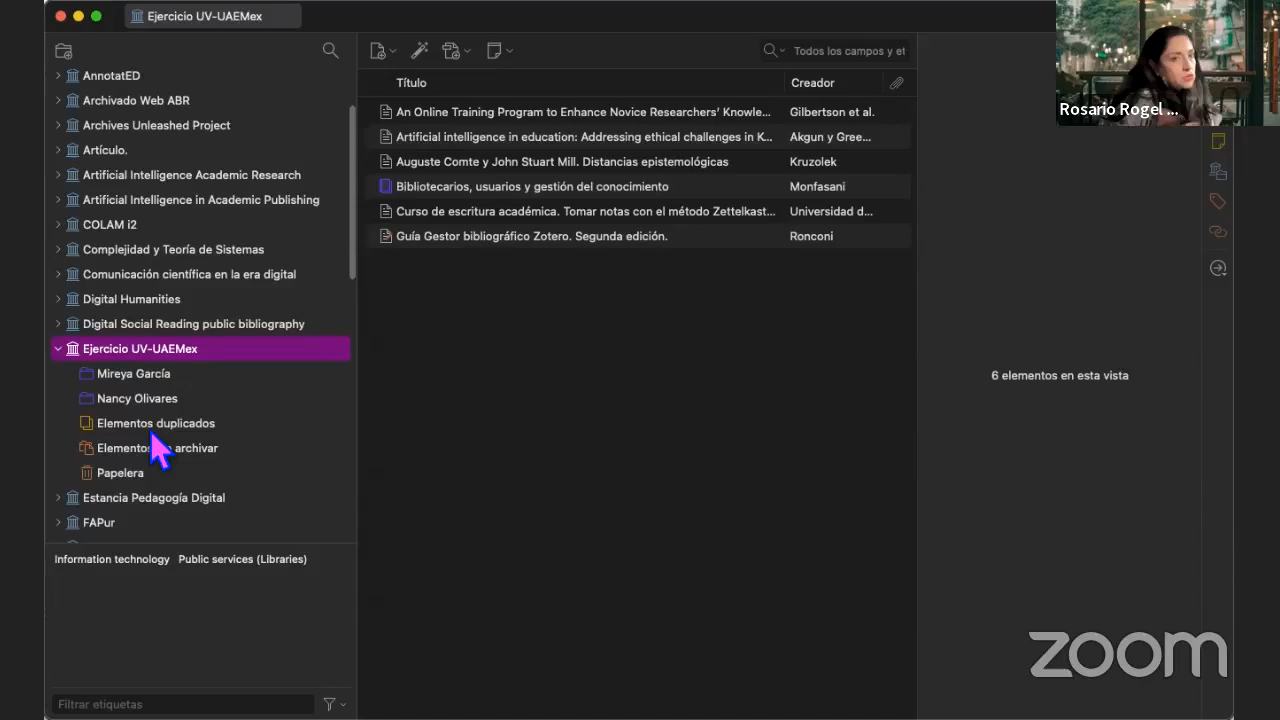 Ejercicio UV-UAEMex
AnnotatED
Archivado Web ABR
Archives Unleashed Project
Artículo.
Artificial Intelligence Academic Research
Artificial Intelligence in Academic Publishing
COLAM i2
Complejidad y Teoría de Sistemas
Comunicación científica en la era digital
Digital Humanities
Digital Social Reading public bibliography
Ejercicio UV-UAEMex
Mireya García
Nancy Olivares
Elementos duplicados
Elementos archivar
Papelera
Estancia Pedagogía Digital
FAPur
Information technology Public services (Libraries)
Filtrar etiquetas
Todos los campos y et
Título Creador
An Online Training Program to Enhance Novice Researchers’ Knowle... Gilbertson et al.
Artificial intelligence in education: Addressing ethical challenges in K... Akgun y Gree...
Auguste Comte y John Stuart Mill. Distancias epistemológicas Kruzolek
Bibliotecarios, usuarios y gestión del conocimiento Monfasani
Curso de escritura académica. Tomar notas con el método Zettelkast... Universidad d...
Guía Gestor bibliográfico Zotero. Segunda edición. Ronconi
6 elementos en esta vista
Rosario Rogel ...
zoom